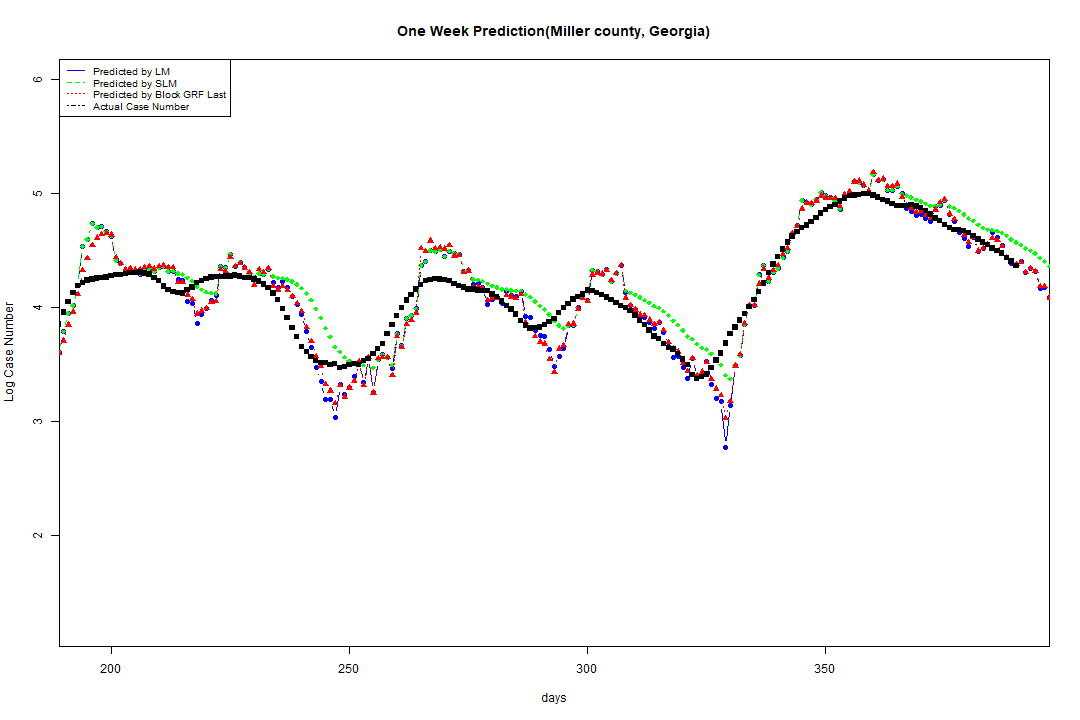 One Week Prediction(Miller county, Georgia)
Predicted by LM
Predicted by SLM
Predicted by Block GRF Last
Actual Case Number
6
5
4
3
2
Log Case Number
200
250
300
350
days